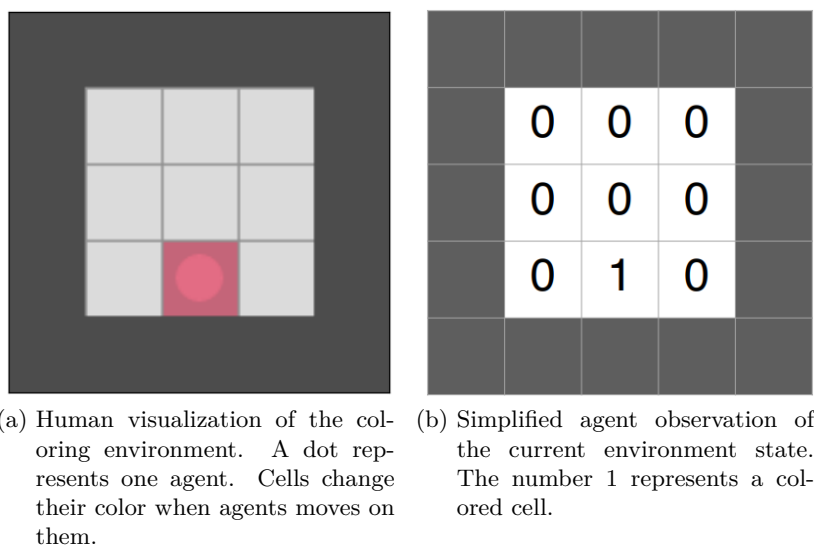 0 0 0
0 0 0
0 1 0
(a) Human visualization of the col-
oring environment. A dot rep-
resents one agent. Cells change
their color when agents moves on
them.
(b) Simplified agent observation of
the current environment state.
The number 1 represents a col-
ored cell.